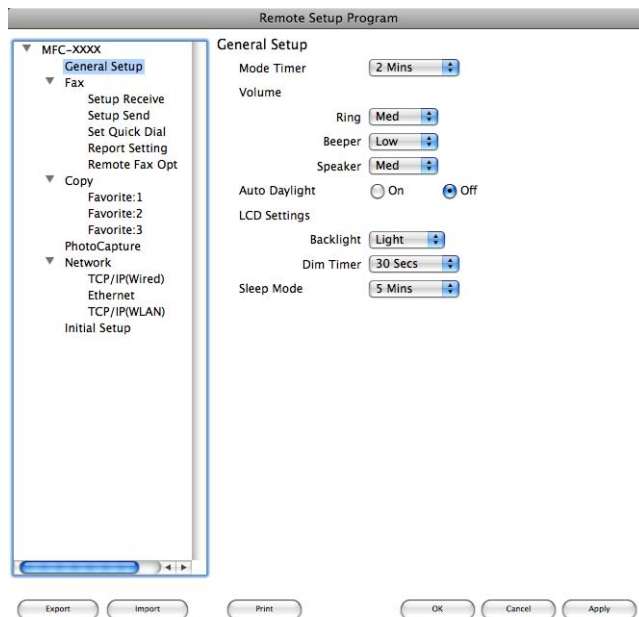 Remote Setup Program
MFC-XXXX
General Setup
Fax
Setup Receive
Setup Send
Set Quick Dial
Report Setting
Remote Fax Opt
Copy
Favorite:1
Favorite:2
Favorite:3
PhotoCapture
Network
TCP/IP(Wired)
Ethernet
TCP/IP(WLAN)
Initial Setup
General Setup
Mode Timer 2 Mins
Volume
Ring Med
Beeper Low
Speaker Med
Auto Daylight On Off
LCD Settings
Backlight Light
Dim Timer 30 Secs
Sleep Mode 5 Mins
Export Import Print OK Cancel Apply